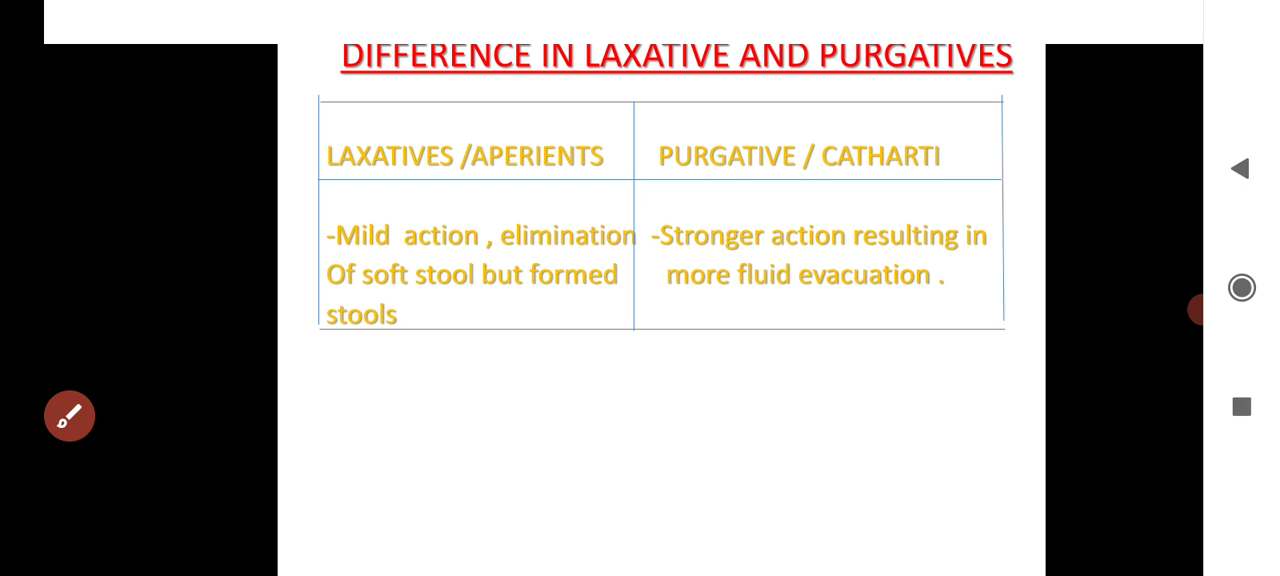 DIFFERENCE IN LAXATIVE AND PURGATIVES
LAXATIVES /APERIENTS
PURGATIVE / CATHARTI
-Mild action , elimination
Of soft stool but formed
stools
-Stronger action resulting in
more fluid evacuation .